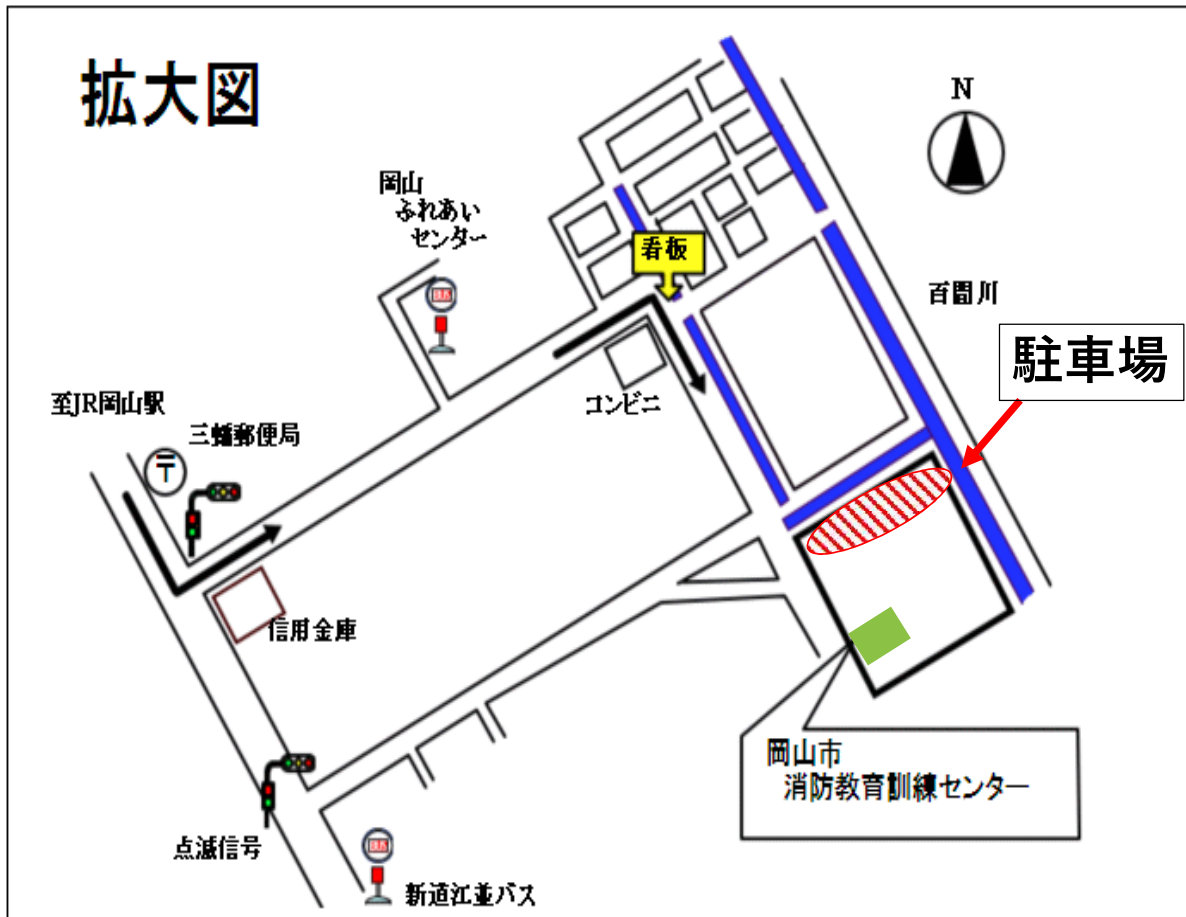 拡大図
N
岡山
ふれあい
センター
BUS
看板
百間川
駐車場
コンビニ
至JR岡山駅
三蟠郵便局
〒
信用金庫
岡山市
消防教育訓練センター
点滅信号
BUS
新道江並バス